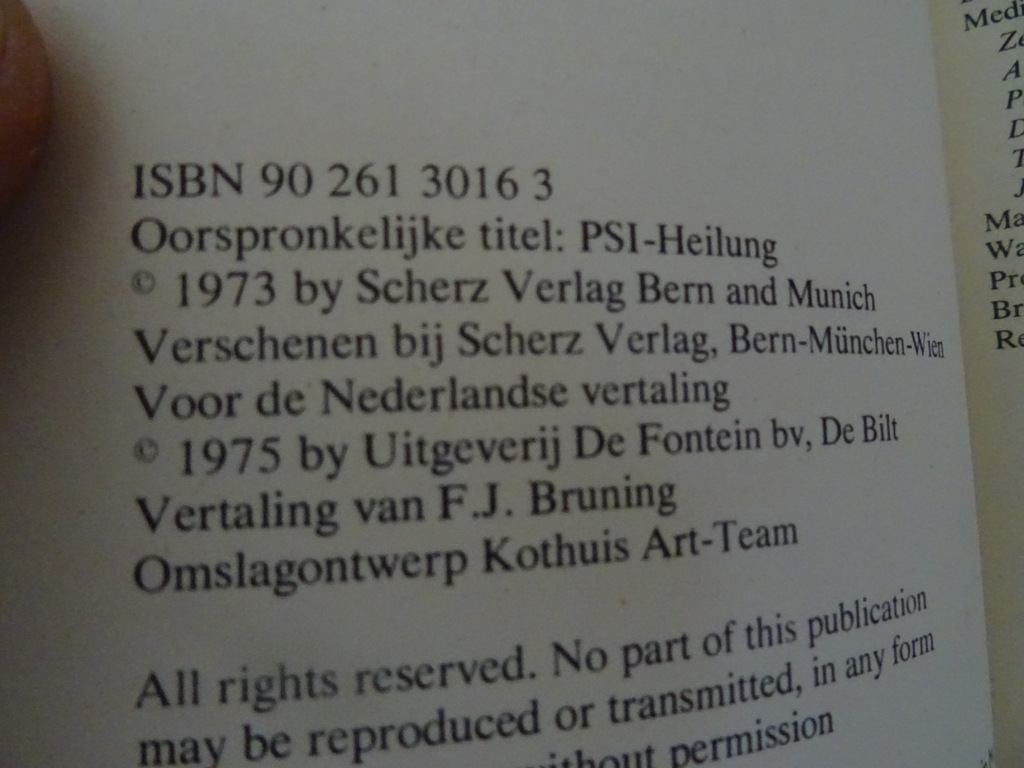 ISBN 90 261 3016 3
Oorspronkelijke titel: PSI-Heilung
© 1973 by Scherz Verlag Bern and Munich
Verschenen bij Scherz Verlag, Bern-München-Wien
Voor de Nederlandse vertaling
© 1975 by Uitgeverij De Fontein bv, De Bilt
Vertaling van F.J. Bruning
Omslagontwerp Kothuis Art-Team
All rights reserved. No part of this publication
may be reproduced or transmitted, in any form
without permission